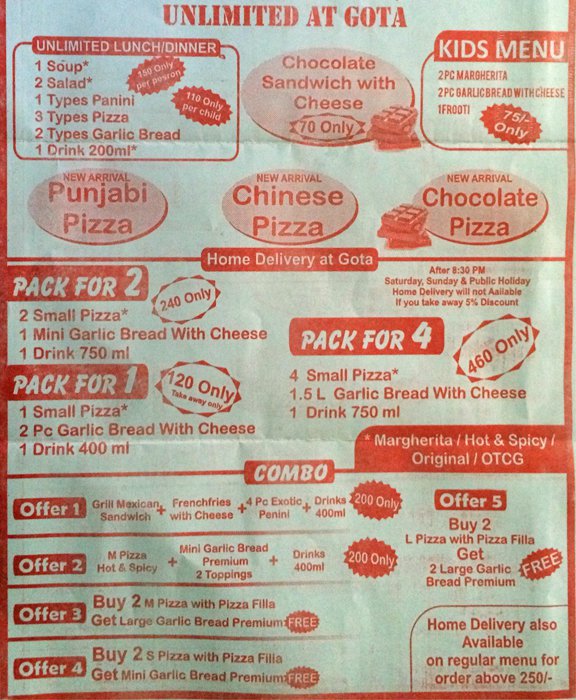 UNLIMITED AT GOTA
UNLIMITED LUNCH/DINNER
1 Soup*
2 Salad*
1 Types Panini
3 Types Pizza
2 Types Garlic Bread
1 Drink 200ml*
150 Only
per pesron
110 Only
per child
Chocolate
Sandwich with
Cheese
70 Only
KIDS MENU
2PC MARGHERITA
2PC GARLICBREAD WITH CHEESE
1FROOTI
75/-
Only
NEW ARRIVAL
Punjabi
Pizza
NEW ARRIVAL
Chinese
Pizza
NEW ARRIVAL
Chocolate
Pizza
Home Delivery at Gota
After 8:30 PM
Saturday, Sunday & Public Holiday
Home Delivery will not Aailable
If you take away 5% Discount
PACK FOR 2
240 Only
2 Small Pizza*
1 Mini Garlic Bread With Cheese
1 Drink 750 ml
PACK FOR 4
460 Only
4 Small Pizza*
1.5 L Garlic Bread With Cheese
1 Drink 750 ml
PACK FOR 1
120 Only
Take away only
1 Small Pizza*
2 Pc Garlic Bread With Cheese
1 Drink 400 ml
* Margherita / Hot & Spicy /
Original / OTCG
COMBO
Offer 1
Grill Mexican
Sandwich
+
Frenchfries
with Cheese
+
4 Pc Exotic
Penini
+
Drinks
400ml
200 Only
Offer 2
M Pizza
Hot & Spicy
+
Mini Garlic Bread
Premium
2 Toppings
+
Drinks
400ml
200 Only
Offer 3
Buy 2 M Pizza with Pizza Filla
Get Large Garlic Bread Premium FREE
Offer 4
Buy 2 S Pizza with Pizza Filla
Get Mini Garlic Bread Premium FREE
Offer 5
Buy 2
L Pizza with Pizza Filla
Get
2 Large Garlic
Bread Premium
FREE
Home Delivery also
Available
on regular menu for
order above 250/-